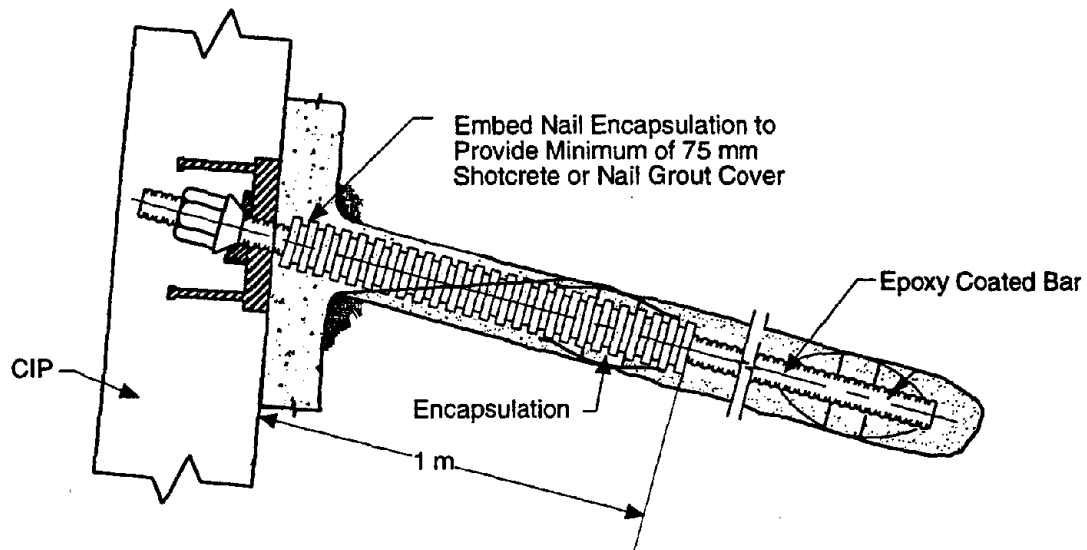 Embed Nail Encapsulation to
Provide Minimum of 75 mm
Shotcrete or Nail Grout Cover
Epoxy Coated Bar
CIP
Encapsulation
1 m